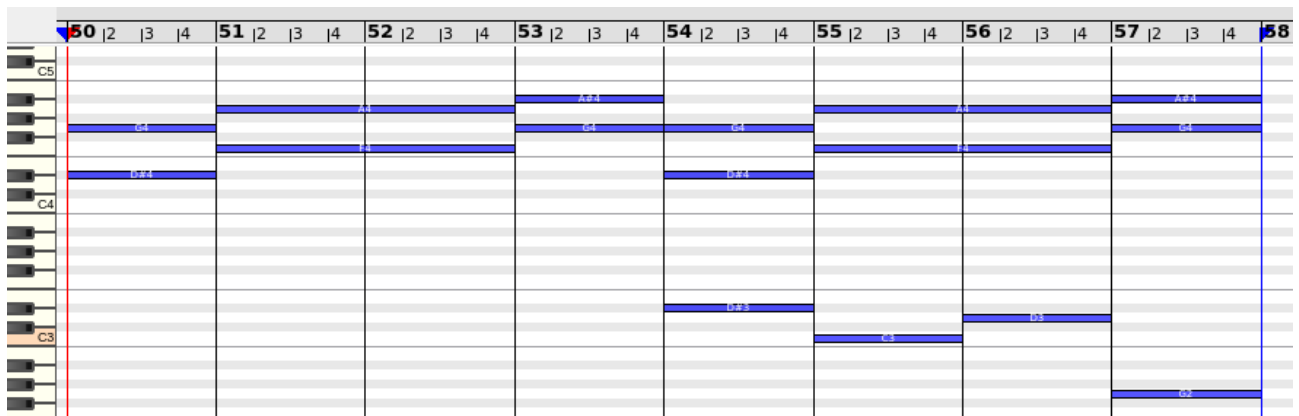 50 |2 |3 |4 51 |2 |3 |4 52 |2 |3 |4 53 |2 |3 |4 54 |2 |3 |4 55 |2 |3 |4 56 |2 |3 |4 57 |2 |3 |4 58
C5
A#4 A#4
A4 A4
G4 G4 G4 G4
F4 F4
D#4 D#4
C4
D#3
D3
C3 C3
G2